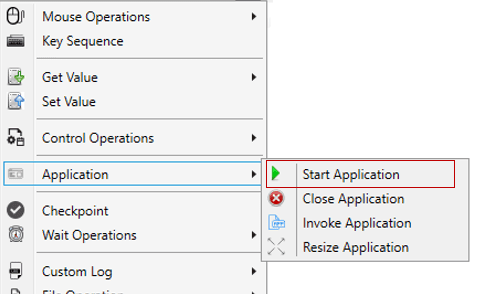 Mouse Operations
Key Sequence
Get Value
Set Value
Control Operations
Application
Start Application
Close Application
Invoke Application
Resize Application
Checkpoint
Wait Operations
Custom Log
File Operation